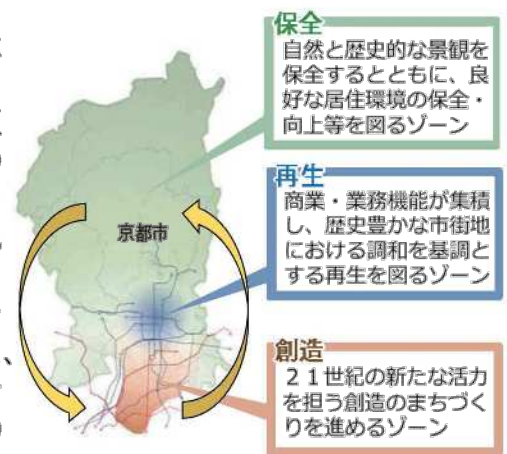 保全
自然と歴史的な景観を
保全するとともに、良
好な居住環境の保全・
向上等を図るゾーン
再生
商業・業務機能が集積
し、歴史豊かな市街地
における調和を基調と
する再生を図るゾーン
京都市
創造
２１世紀の新たな活力
を担う創造のまちづく
りを進めるゾーン